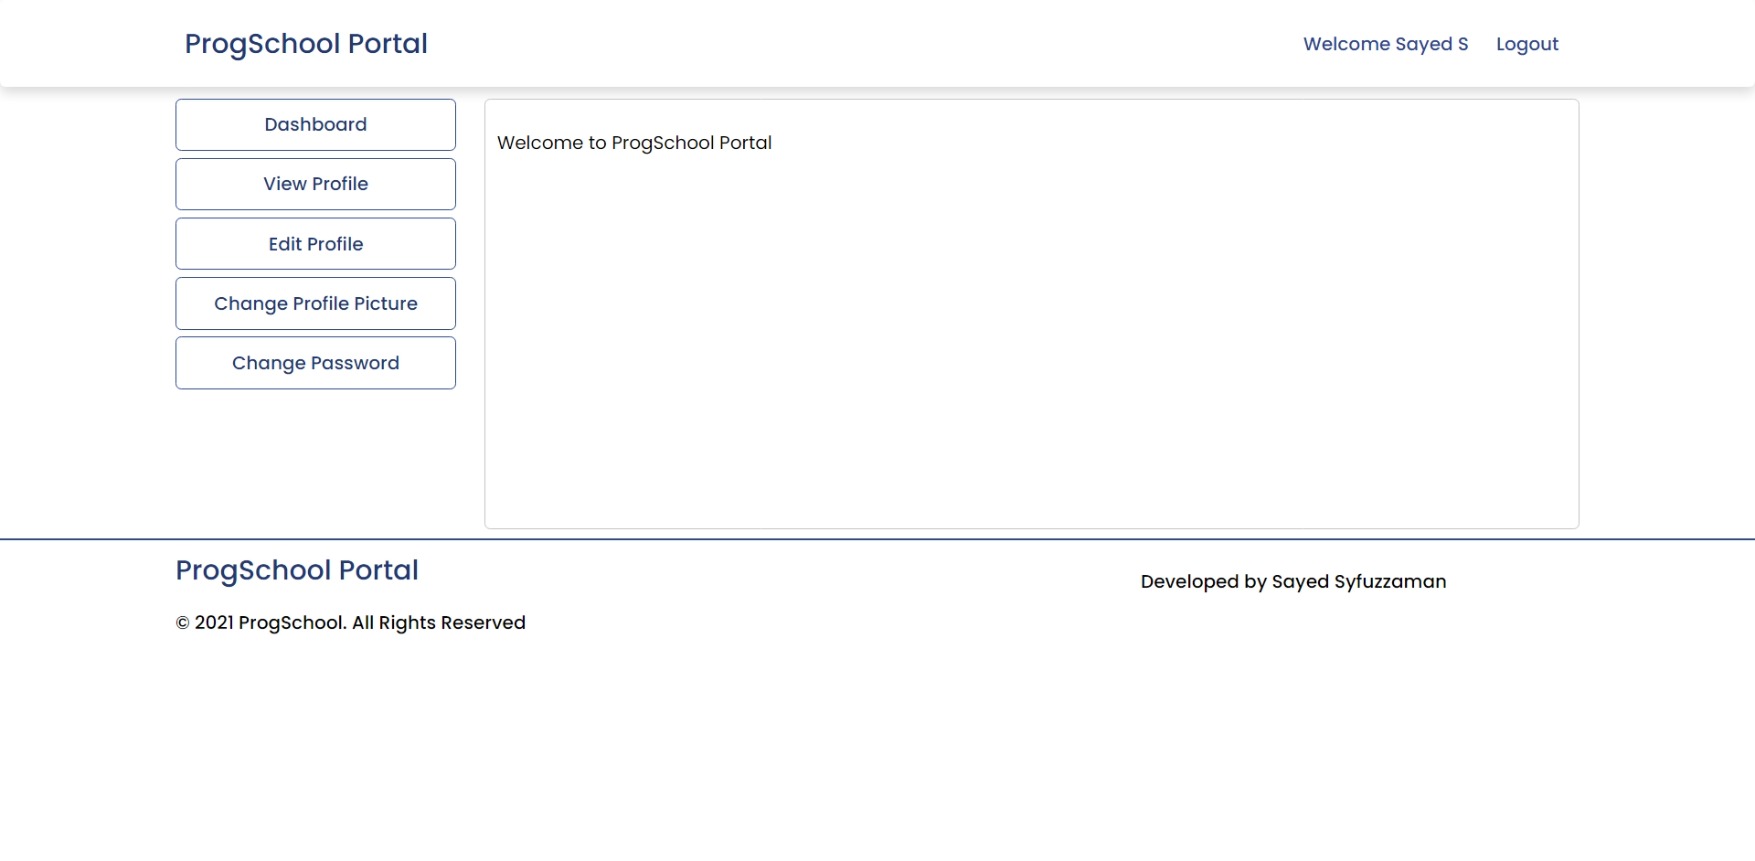 ProgSchool Portal
Welcome Sayed S
Logout
Dashboard
View Profile
Edit Profile
Change Profile Picture
Change Password
Welcome to ProgSchool Portal
ProgSchool Portal
© 2021 ProgSchool. All Rights Reserved
Developed by Sayed Syfuzzaman